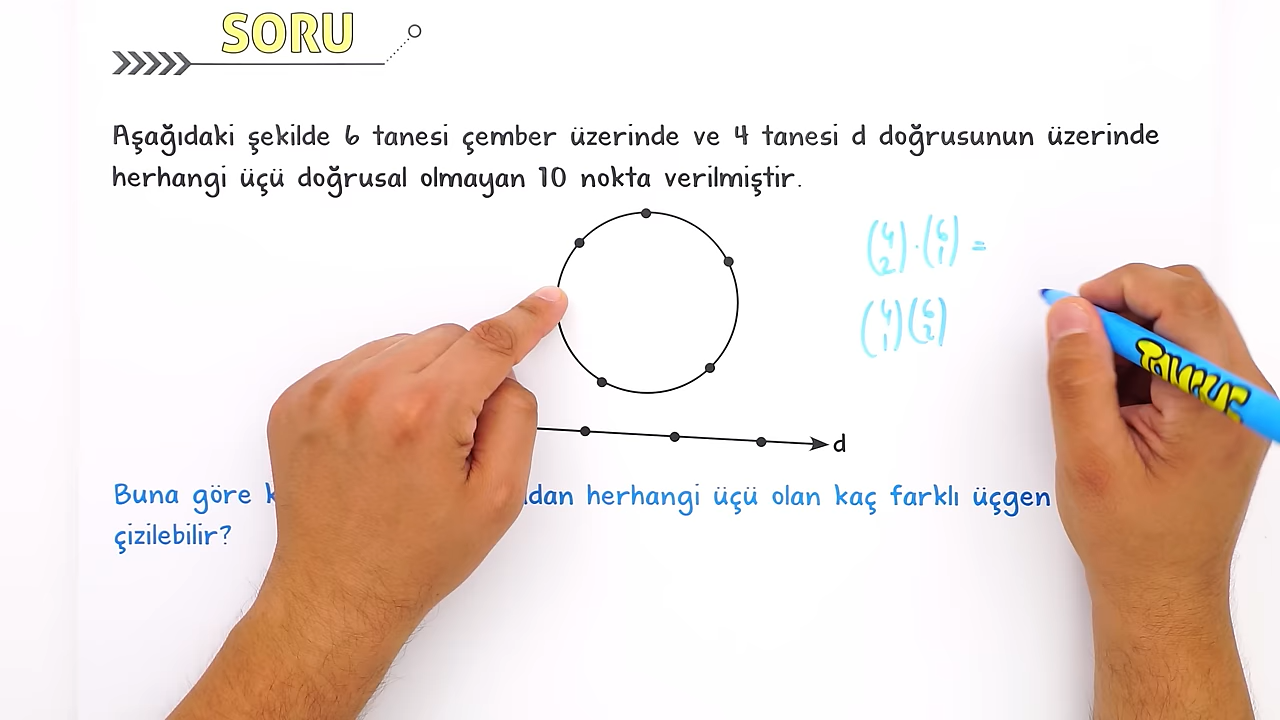 SORU
Aşağıdaki şekilde 6 tanesi çember üzerinde ve 4 tanesi d doğrusunun üzerinde
herhangi üçü doğrusal olmayan 10 nokta verilmiştir.
(4 2) · (6 1) =
(4 1) (6 2)
d
Buna göre herhangi üçü olan kaç farklı üçgen
çizilebilir?